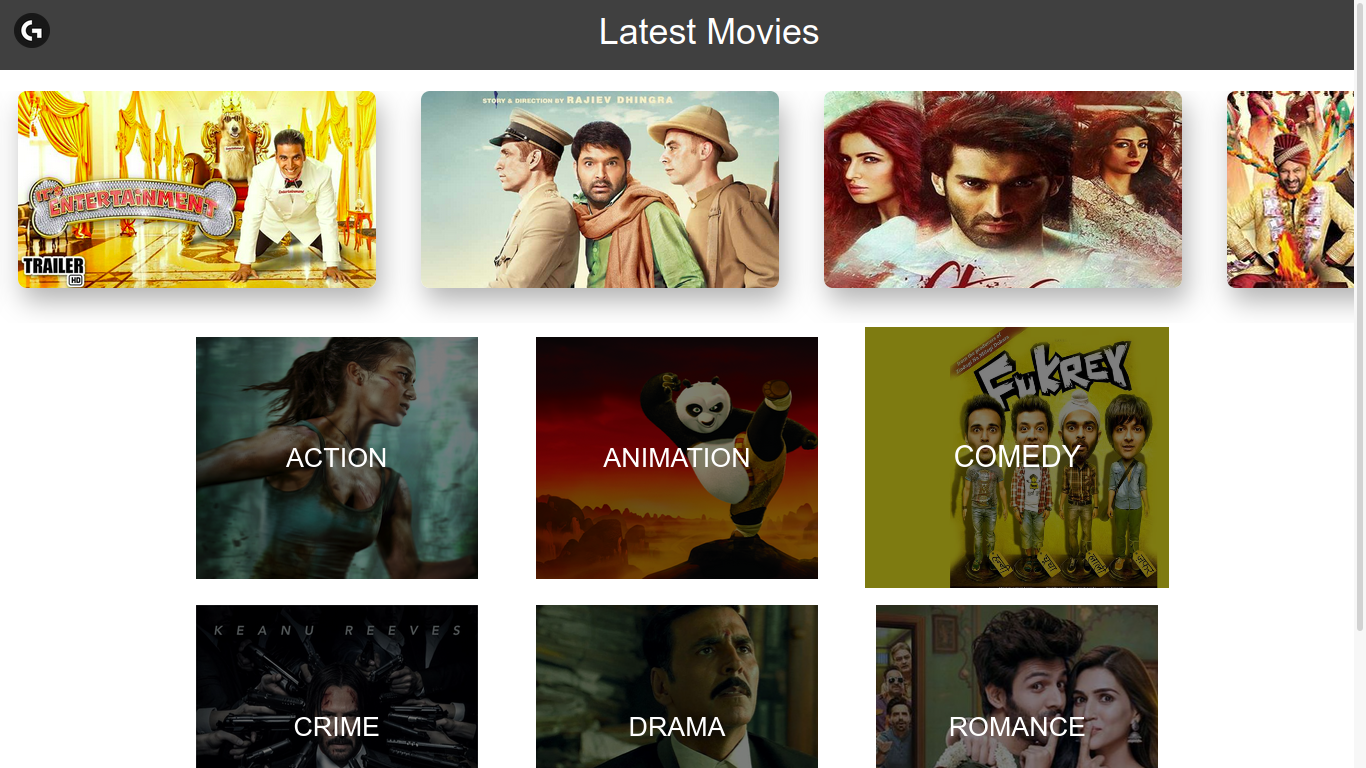 Latest Movies
IT'S
ENTERTAINMENT
TRAILER
HD
STORY & DIRECTION BY RAJIEV DHINGRA
ACTION
ANIMATION
FUKREY
COMEDY
KEANU REEVES
CRIME
DRAMA
ROMANCE